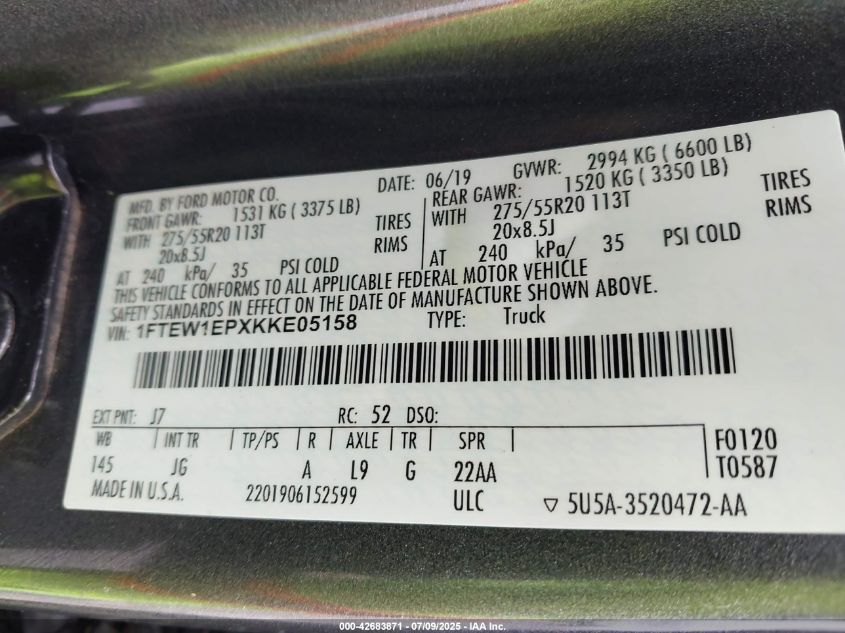 MFD. BY FORD MOTOR CO.
DATE: 06/19 GVWR: 2994 KG ( 6600 LB)
FRONT GAWR: 1531 KG ( 3375 LB)
WITH 275/55R20 113T TIRES
20x8.5J RIMS
AT 240 kPa/ 35 PSI COLD
REAR GAWR: 1520 KG ( 3350 LB)
WITH 275/55R20 113T TIRES
20x8.5J RIMS
AT 240 kPa/ 35 PSI COLD
THIS VEHICLE CONFORMS TO ALL APPLICABLE FEDERAL MOTOR VEHICLE
SAFETY STANDARDS IN EFFECT ON THE DATE OF MANUFACTURE SHOWN ABOVE.
VIN: 1FTEW1EPXKKE05158 TYPE: Truck
EXT PNT: J7 RC: 52 DSO:
WB INT TR TP/PS R AXLE TR SPR F0120
145 JG A L9 G 22AA T0587
MADE IN U.S.A. 2201906152599 ULC ▽ 5U5A-3520472-AA
000-42683871 / 07/09/2025 - IAA Inc.